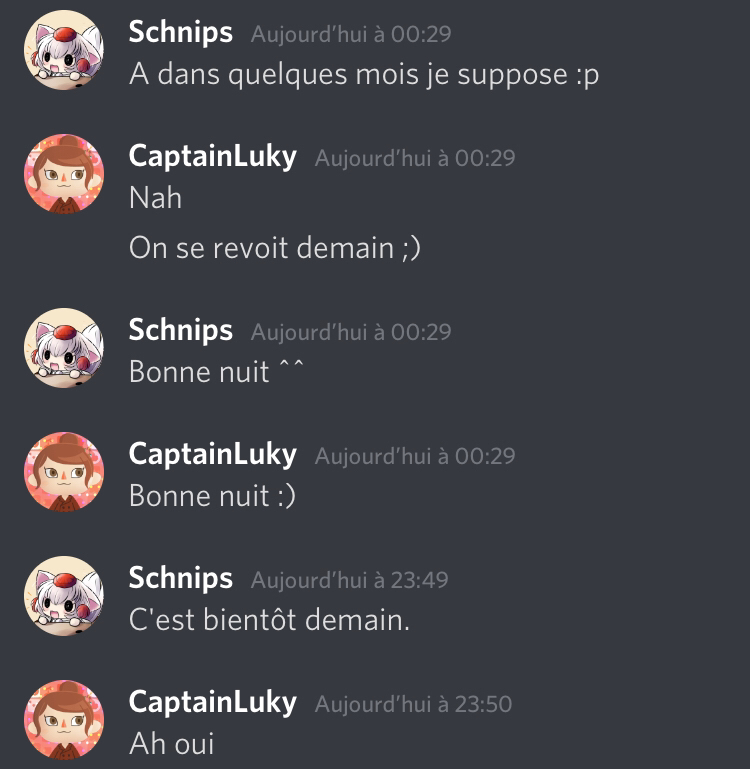 Schnips Aujourd'hui à 00:29
A dans quelques mois je suppose :p
CaptainLuky Aujourd'hui à 00:29
Nah
On se revoit demain ;)
Schnips Aujourd'hui à 00:29
Bonne nuit ^^
CaptainLuky Aujourd'hui à 00:29
Bonne nuit :)
Schnips Aujourd'hui à 23:49
C'est bientôt demain.
CaptainLuky Aujourd'hui à 23:50
Ah oui